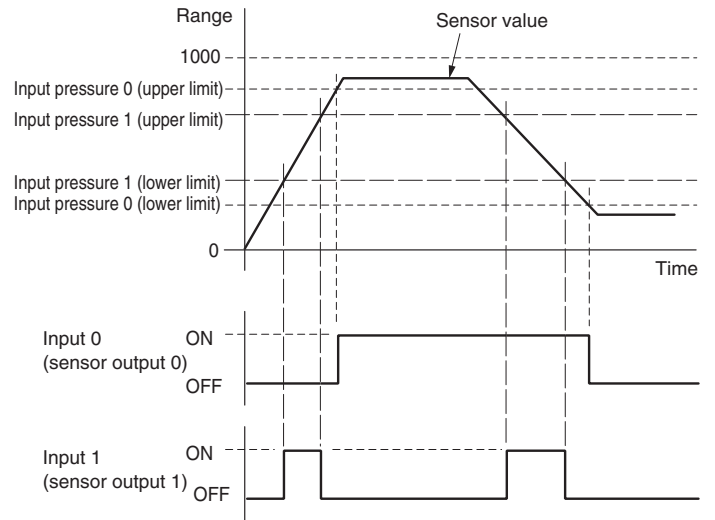 Range
Sensor value
1000
Input pressure 0 (upper limit)
Input pressure 1 (upper limit)
Input pressure 1 (lower limit)
Input pressure 0 (lower limit)
0
Time
Input 0
(sensor output 0)
ON
OFF
Input 1
(sensor output 1)
ON
OFF